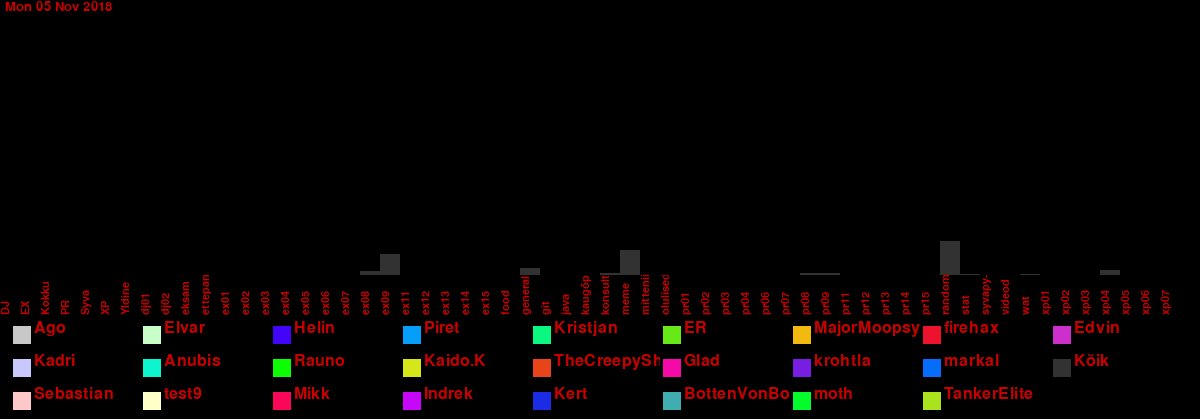 Mon 05 Nov 2018
DJ EX Kokku PR Syva XP Yldine dj01 dj02 eksam ettepan ex01 ex02 ex03 ex04 ex05 ex06 ex07 ex08 ex09 ex11 ex12 ex13 ex14 ex15 food general git java kaugõp konsult meme mitteni olulised pr01 pr02 pr03 pr04 pr06 pr07 pr08 pr09 pr11 pr12 pr13 pr14 pr15 random stat syvapy- videod wat xp01 xp02 xp03 xp04 xp05 xp06 xp07
Ago Elvar Helin Piret Kristjan ER MajorMoopsy firehax Edvin
Kadri Anubis Rauno Kaido.K TheCreepySh Glad krohtla markal Kõik
Sebastian test9 Mikk Indrek Kert BottenVonBo moth TankerElite